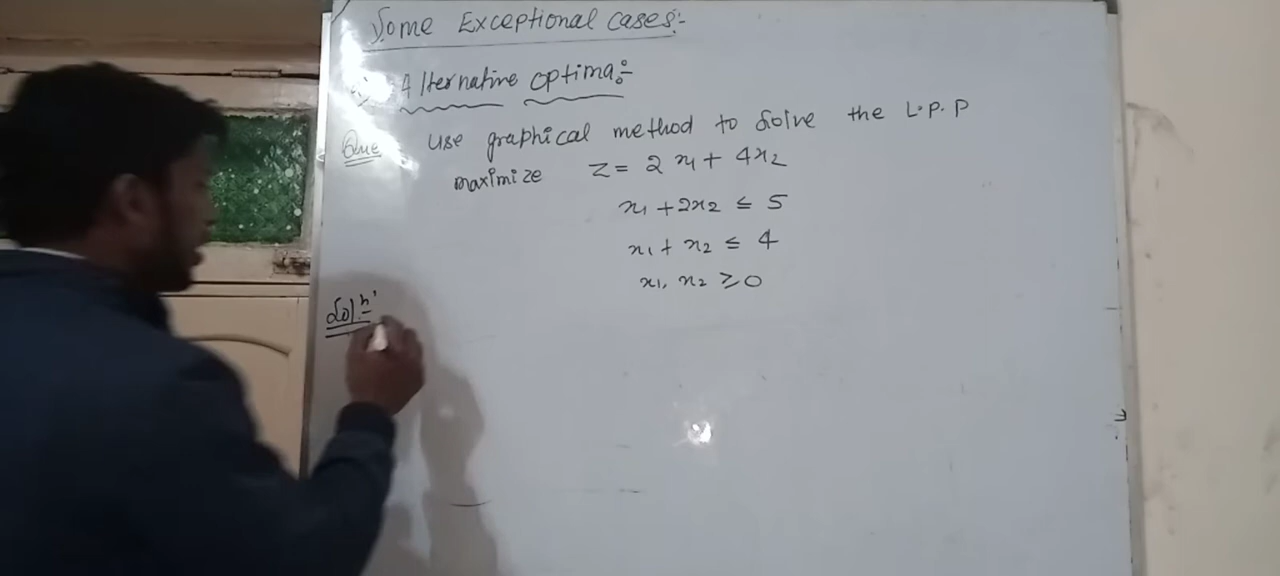 Some Exceptional Cases:-
Alternative optima:-
Que Use graphical method to Solve the L.P.P
maximize Z = 2x₁ + 4x₂
x₁ + 2x₂ ≤ 5
x₁ + x₂ ≤ 4
x₁, x₂ ≥ 0
Solⁿ